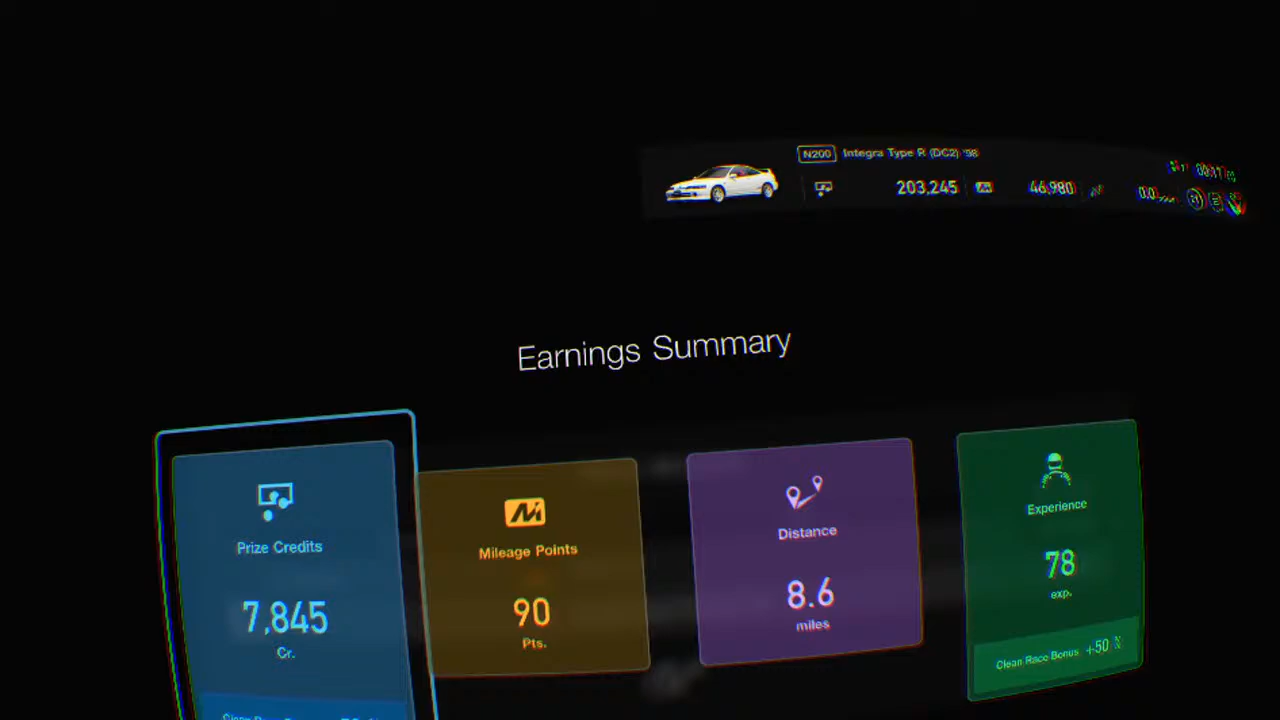 N200 Integra Type R (DC2) '98
203,245 46,980
Earnings Summary
Prize Credits
7,845
Cr.
Mileage Points
90
Pts.
Distance
8.6
miles
Experience
78
exp.
Clean Race Bonus +50 %